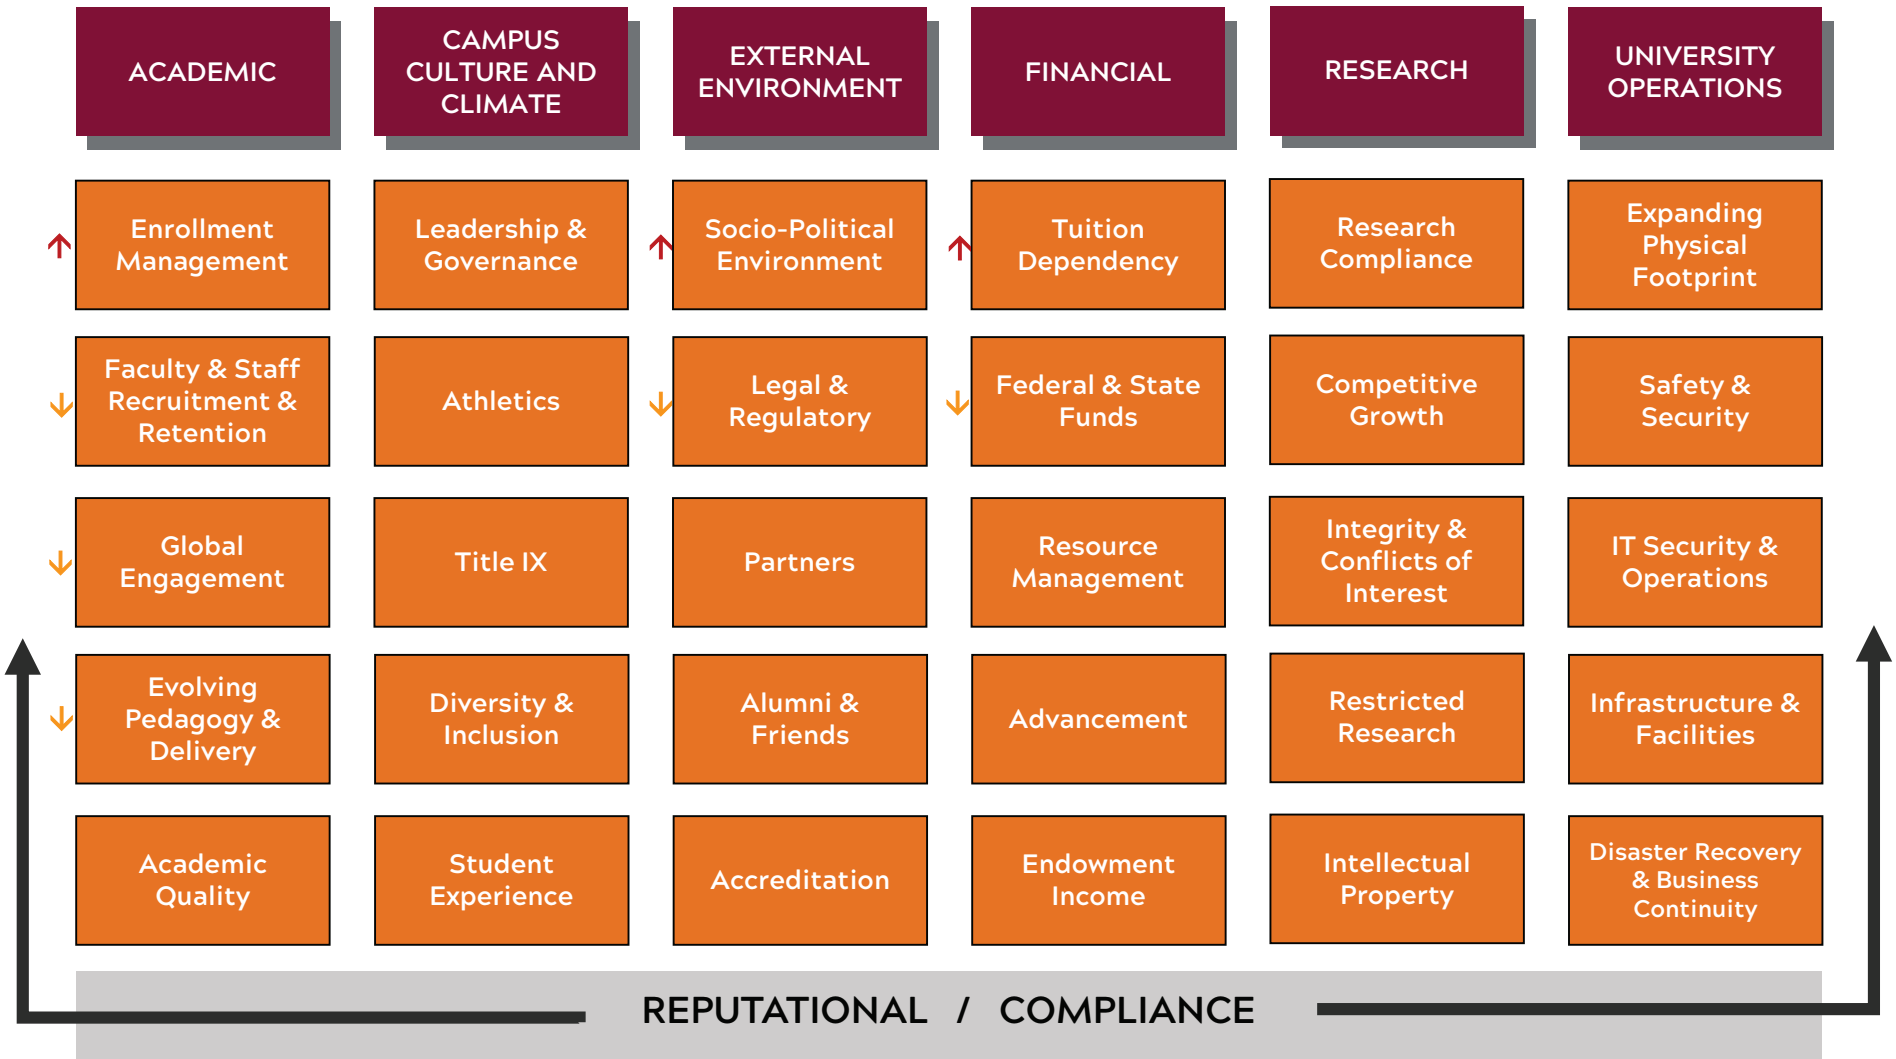 ACADEMIC
CAMPUS
CULTURE AND
CLIMATE
EXTERNAL
ENVIRONMENT
FINANCIAL
RESEARCH
UNIVERSITY
OPERATIONS
Enrollment
Management
Leadership &
Governance
Socio-Political
Environment
Tuition
Dependency
Research
Compliance
Expanding
Physical
Footprint
Faculty & Staff
Recruitment &
Retention
Athletics
Legal &
Regulatory
Federal & State
Funds
Competitive
Growth
Safety &
Security
Global
Engagement
Title IX
Partners
Resource
Management
Integrity &
Conflicts of
Interest
IT Security &
Operations
Evolving
Pedagogy &
Delivery
Diversity &
Inclusion
Alumni &
Friends
Advancement
Restricted
Research
Infrastructure &
Facilities
Academic
Quality
Student
Experience
Accreditation
Endowment
Income
Intellectual
Property
Disaster Recovery
& Business
Continuity
REPUTATIONAL / COMPLIANCE